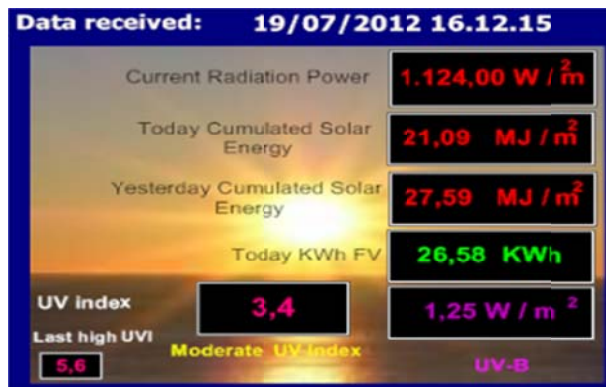 Data received: 19/07/2012 16.12.15
Current Radiation Power 1.124,00 W / m²
Today Cumulated Solar
Energy
21,09 MJ / m²
Yesterday Cumulated Solar
Energy
27,59 MJ / m²
Today KWh FV 26,58 KWh
UV index 3,4 1,25 W / m ²
Last high UVI
5,6
Moderate UV-Index
UV-B